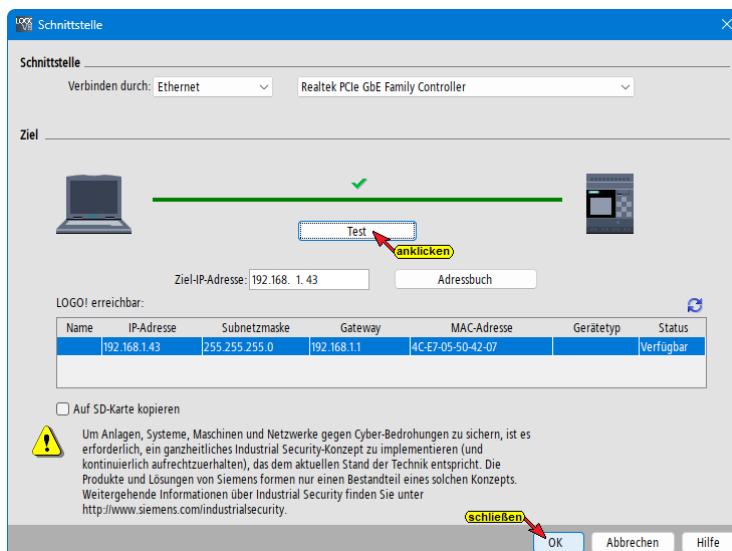 LOGO! V8 Schnittstelle
Schnittstelle
Verbinden durch: Ethernet Realtek PCIe GbE Family Controller
Ziel
Test
anklicken
Ziel-IP-Adresse: 192.168. 1. 43 Adressbuch
LOGO! erreichbar:
Name IP-Adresse Subnetzmaske Gateway MAC-Adresse Gerätetyp Status
192.168.1.43 255.255.255.0 192.168.1.1 4C-E7-05-50-42-07 Verfügbar
Auf SD-Karte kopieren
Um Anlagen, Systeme, Maschinen und Netzwerke gegen Cyber-Bedrohungen zu sichern, ist es
erforderlich, ein ganzheitliches Industrial Security-Konzept zu implementieren (und
kontinuierlich aufrechtzuerhalten), das dem aktuellen Stand der Technik entspricht. Die
Produkte und Lösungen von Siemens formen nur einen Bestandteil eines solchen Konzepts.
Weitergehende Informationen über Industrial Security finden Sie unter
http://www.siemens.com/industrialsecurity.
schließen
OK Abbrechen Hilfe